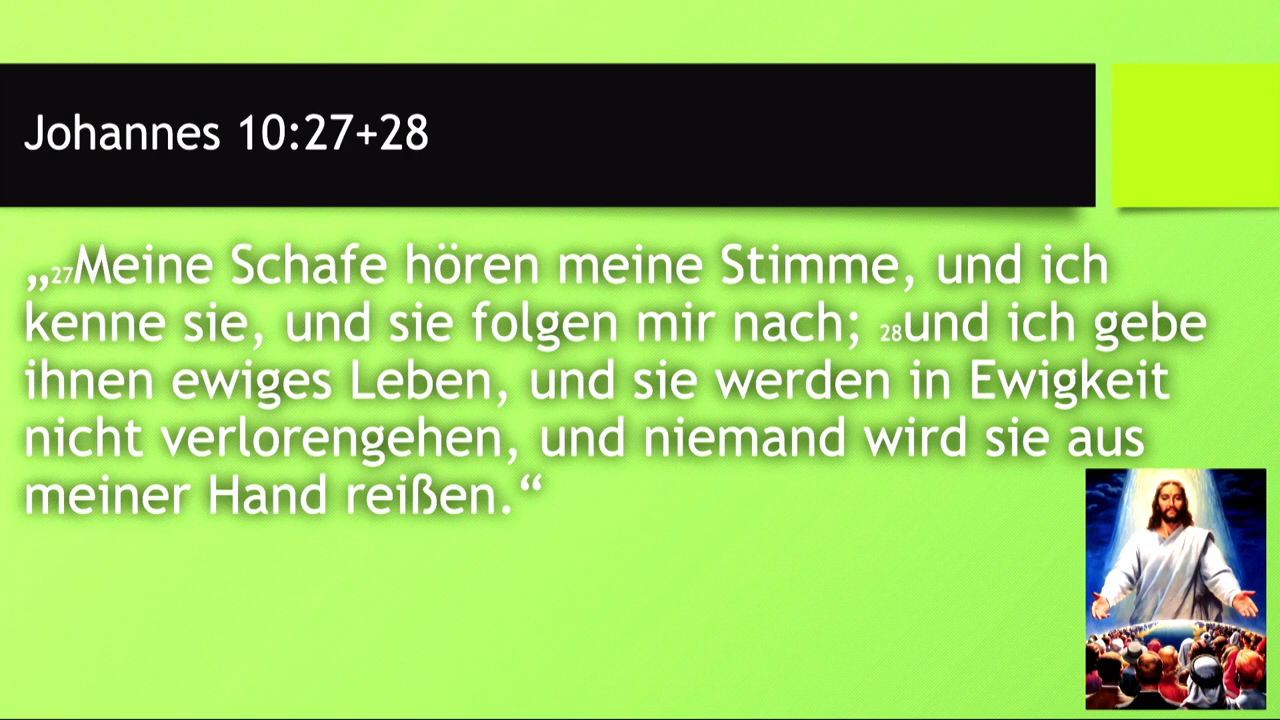 Johannes 10:27+28
„27Meine Schafe hören meine Stimme, und ich
kenne sie, und sie folgen mir nach; 28und ich gebe
ihnen ewiges Leben, und sie werden in Ewigkeit
nicht verlorengehen, und niemand wird sie aus
meiner Hand reißen.“